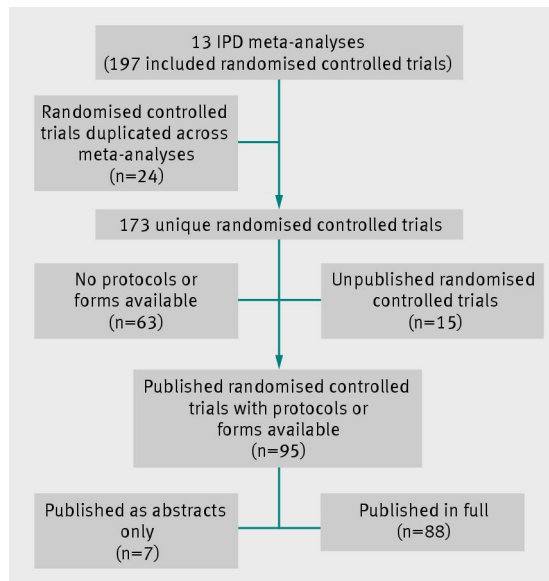 13 IPD meta-analyses
(197 included randomised controlled trials)
Randomised controlled
trials duplicated across
meta-analyses
(n=24)
173 unique randomised controlled trials
No protocols or
forms available
(n=63)
Unpublished randomised
controlled trials
(n=15)
Published randomised controlled
trials with protocols or
forms available
(n=95)
Published as abstracts
only
(n=7)
Published in full
(n=88)